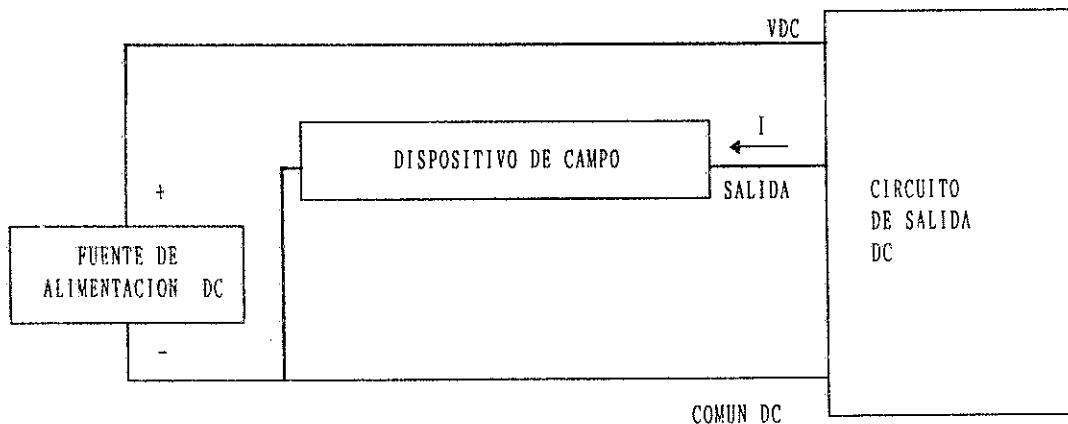 VDC
I
DISPOSITIVO DE CAMPO
SALIDA
+
FUENTE DE
ALIMENTACION DC
-
CIRCUITO
DE SALIDA
DC
COMUN DC